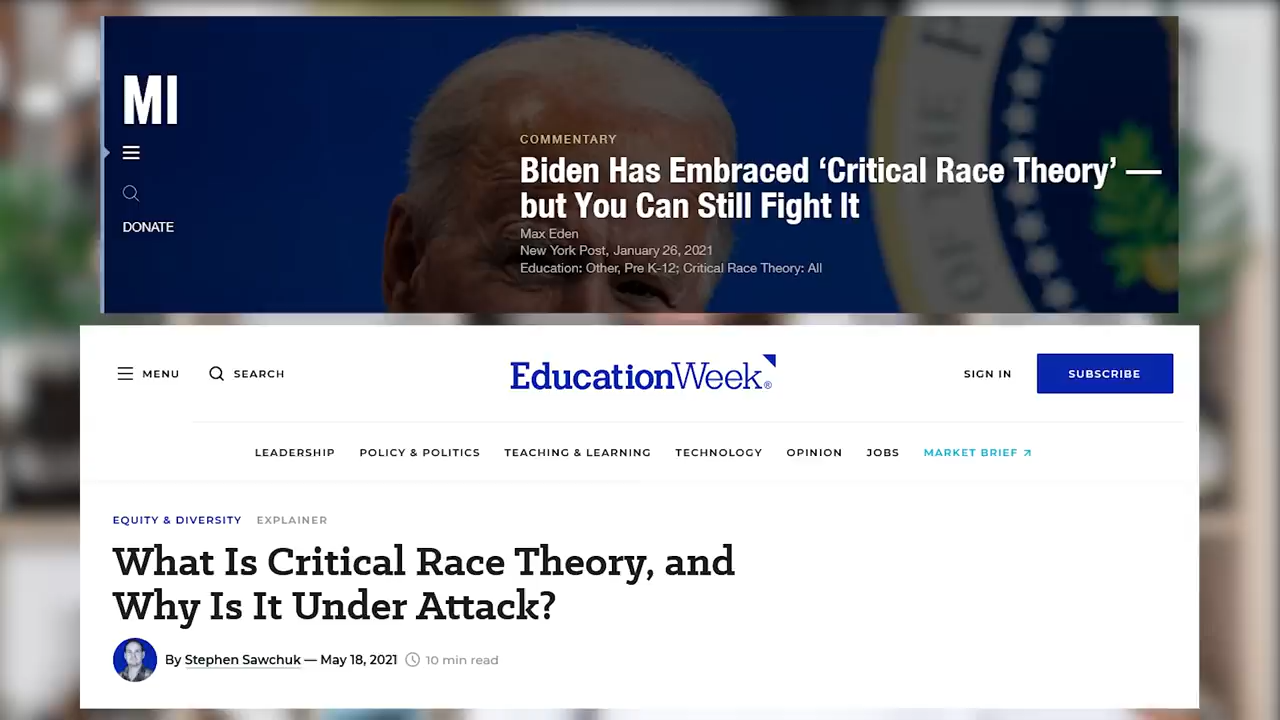 MI
COMMENTARY
Biden Has Embraced ‘Critical Race Theory’ —
but You Can Still Fight It
Max Eden
New York Post, January 26, 2021
Education: Other, Pre K-12; Critical Race Theory: All
DONATE
OF THE P
MENU
SEARCH
EducationWeek®
SIGN IN
SUBSCRIBE
LEADERSHIP POLICY & POLITICS TEACHING & LEARNING TECHNOLOGY OPINION JOBS MARKET BRIEF
EQUITY & DIVERSITY EXPLAINER
What Is Critical Race Theory, and
Why Is It Under Attack?
By Stephen Sawchuk — May 18, 2021 10 min read